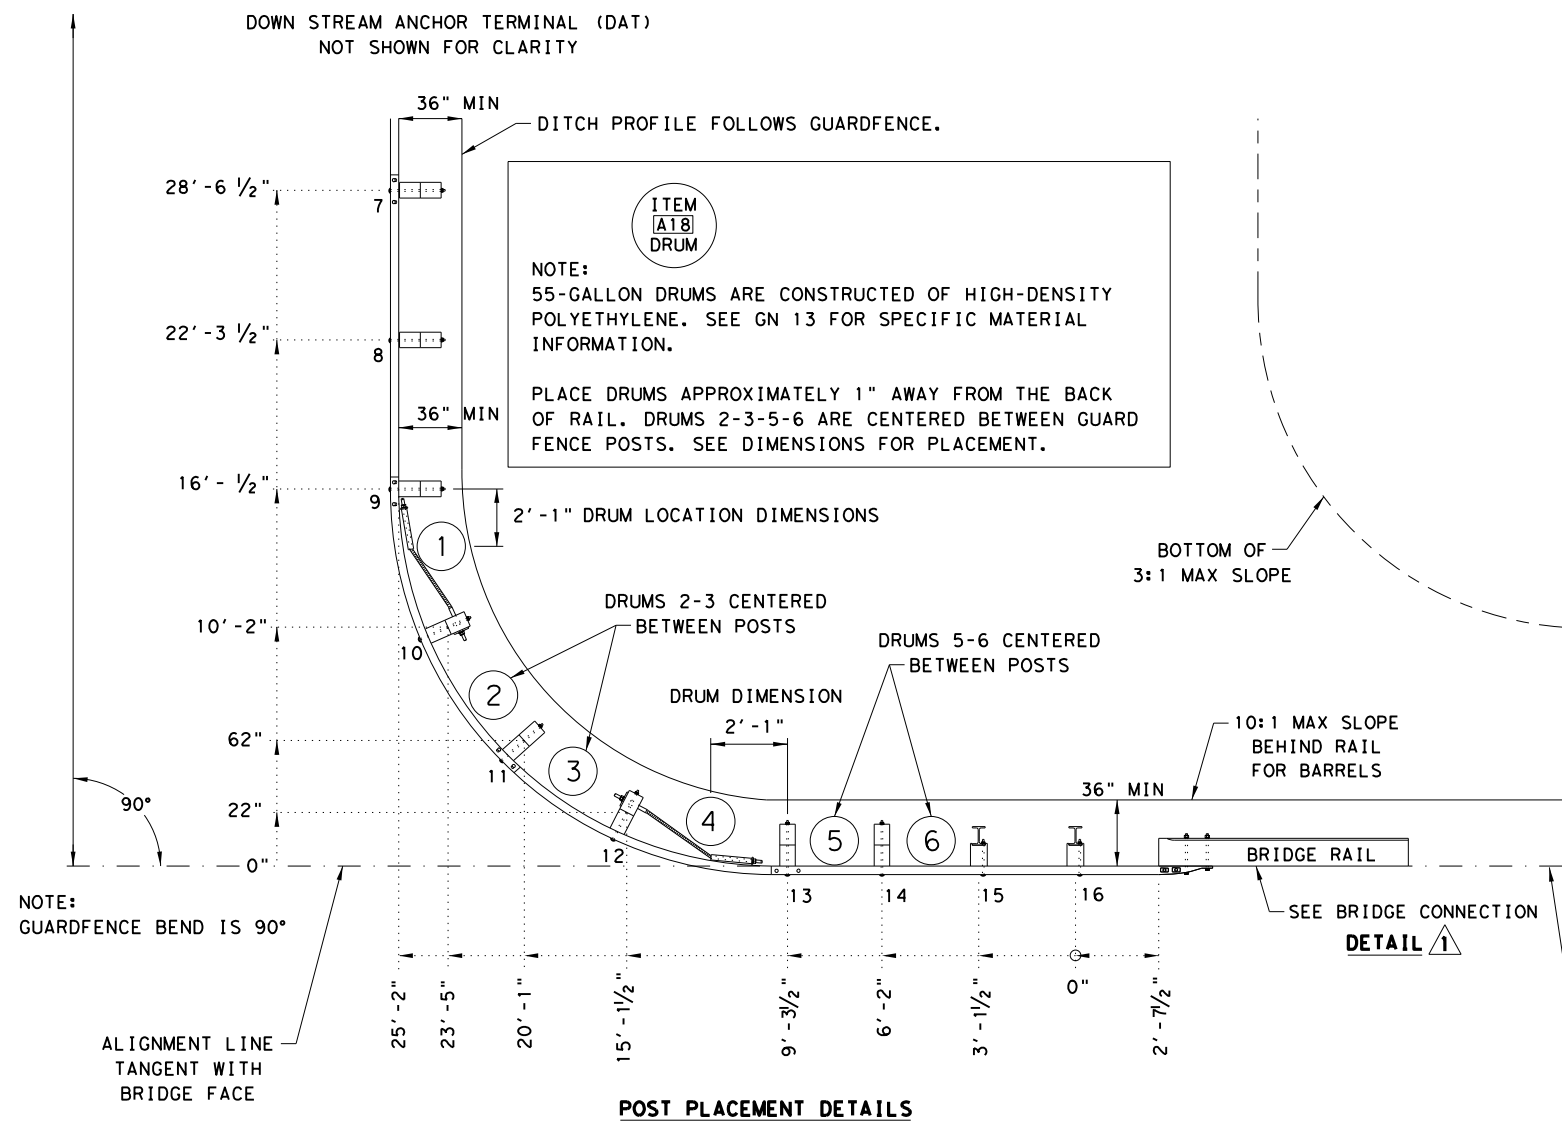 DOWN STREAM ANCHOR TERMINAL (DAT)
NOT SHOWN FOR CLARITY
36" MIN
DITCH PROFILE FOLLOWS GUARDFENCE.
28'-6 1/2"
7
ITEM
A18
DRUM
NOTE:
55-GALLON DRUMS ARE CONSTRUCTED OF HIGH-DENSITY
POLYETHYLENE. SEE GN 13 FOR SPECIFIC MATERIAL
INFORMATION.
PLACE DRUMS APPROXIMATELY 1" AWAY FROM THE BACK
OF RAIL. DRUMS 2-3-5-6 ARE CENTERED BETWEEN GUARD
FENCE POSTS. SEE DIMENSIONS FOR PLACEMENT.
22'-3 1/2"
8
36" MIN
16'- 1/2"
9
2'-1" DRUM LOCATION DIMENSIONS
1
BOTTOM OF
3:1 MAX SLOPE
DRUMS 2-3 CENTERED
BETWEEN POSTS
10'-2"
10
DRUMS 5-6 CENTERED
BETWEEN POSTS
2
DRUM DIMENSION
2'-1"
62"
11
3
10:1 MAX SLOPE
BEHIND RAIL
FOR BARRELS
36" MIN
90°
22"
12
4
5
6
BRIDGE RAIL
0"
13
14
15
16
NOTE:
GUARDFENCE BEND IS 90°
SEE BRIDGE CONNECTION
DETAIL 1
25'-2"
23'-5"
20'-1"
15'-1 1/2"
9'-3 1/2"
6'-2"
3'-1 1/2"
0"
2'-7 1/2"
ALIGNMENT LINE
TANGENT WITH
BRIDGE FACE
POST PLACEMENT DETAILS